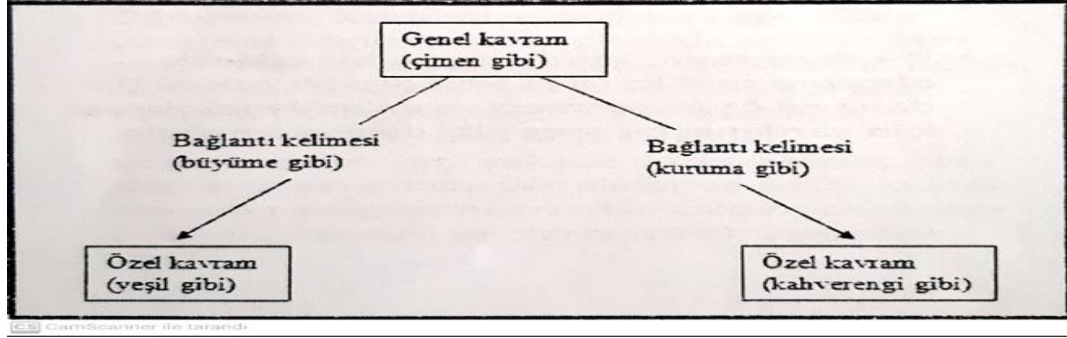 Genel kavram
(çimen gibi)
Bağlantı kelimesi
(büyüme gibi)
Bağlantı kelimesi
(kuruma gibi)
Özel kavram
(yeşil gibi)
Özel kavram
(kahverengi gibi)
CS CamScanner ile tarandı